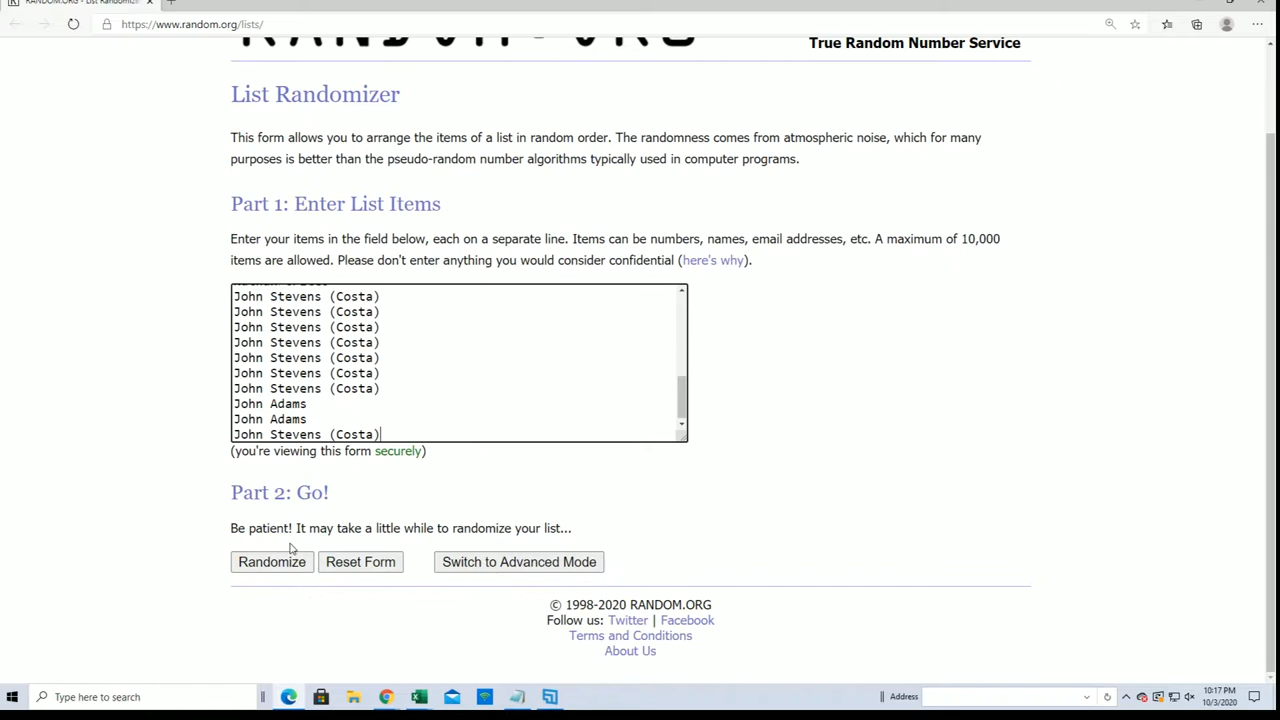 RANDOM.ORG - List Randomizer
https://www.random.org/lists/
RANDOM.ORG
True Random Number Service
List Randomizer
This form allows you to arrange the items of a list in random order. The randomness comes from atmospheric noise, which for many
purposes is better than the pseudo-random number algorithms typically used in computer programs.
Part 1: Enter List Items
Enter your items in the field below, each on a separate line. Items can be numbers, names, email addresses, etc. A maximum of 10,000
items are allowed. Please don't enter anything you would consider confidential (here's why).
John Stevens (Costa)
John Stevens (Costa)
John Stevens (Costa)
John Stevens (Costa)
John Stevens (Costa)
John Stevens (Costa)
John Stevens (Costa)
John Adams
John Adams
John Stevens (Costa)
(you're viewing this form securely)
Part 2: Go!
Be patient! It may take a little while to randomize your list...
Randomize Reset Form Switch to Advanced Mode
© 1998-2020 RANDOM.ORG
Follow us: Twitter | Facebook
Terms and Conditions
About Us
Type here to search
Address
10:17 PM
10/3/2020